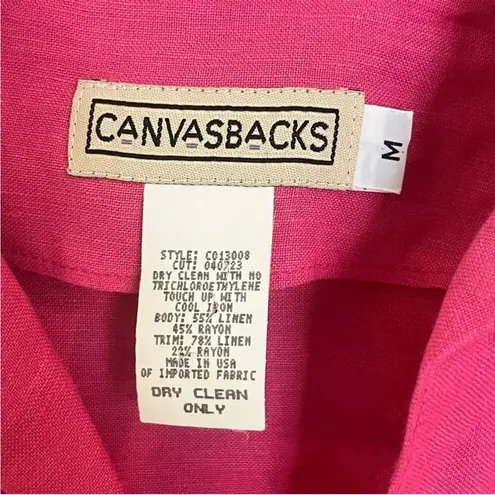 CANVASBACKS
M
STYLE: C013008
CUT: 040723
DRY CLEAN WITH NO
TRICHLOROETHYLENE
TOUCH UP WITH
COOL IRON
BODY: 55% LINEN
45% RAYON
TRIM: 78% LINEN
22% RAYON
MADE IN USA
OF IMPORTED FABRIC
DRY CLEAN
ONLY